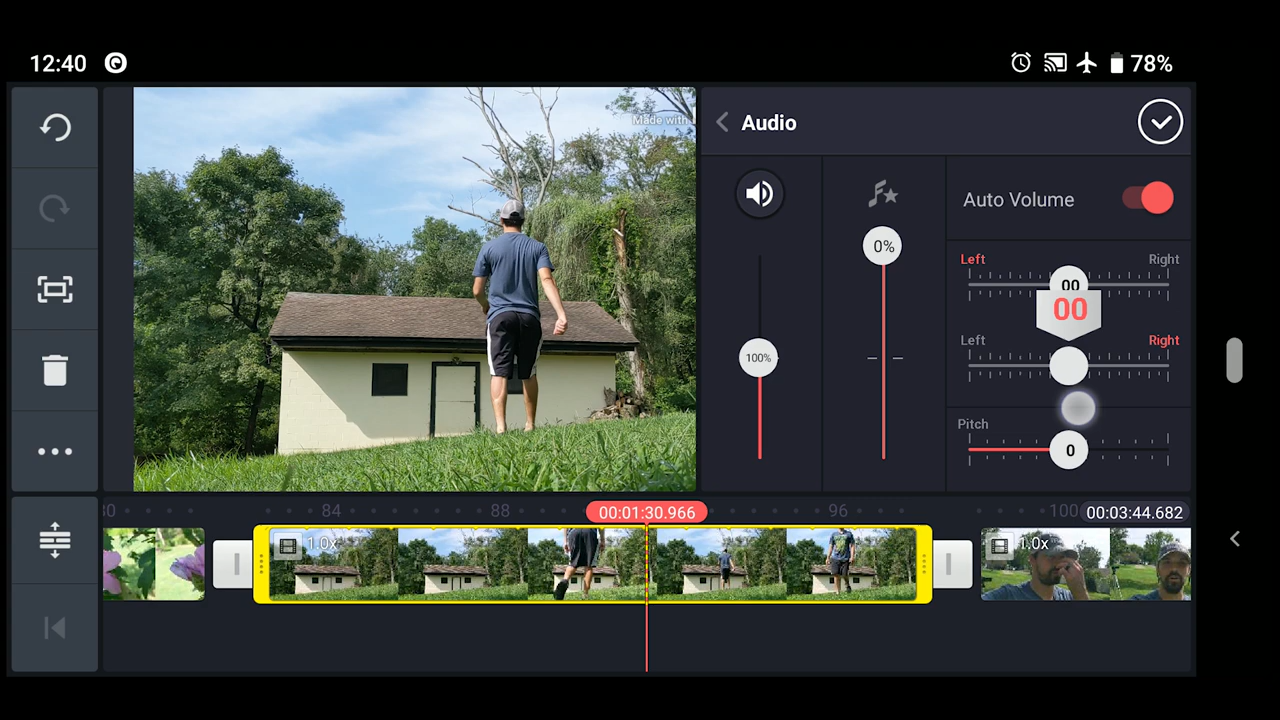 12:40
78%
Made with
Audio
0%
100%
Auto Volume
Left
Right
00
00
Left
Right
Pitch
0
80
84
88
00:01:30.966
96
100
00:03:44.682
1.0x
1.0x